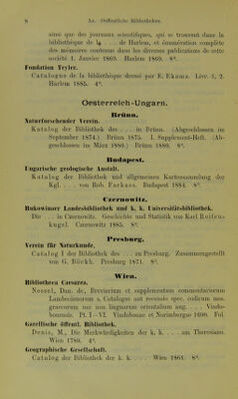 8 Aa. Oeffentliche Bibliotheken.
ainsi que des journaux scientifiques, qui se trouvent dans la
bibliothèque de la . . . de Harlem, et énumération complète
des mémoires contenus dans les diverses publications de cette
société 1. Janvier 1869. Harlem 1869. 8°.
Fondation Teyler.
Catalogue de la bibliothèque dressé par E. Ekama. Livr. 1, 2.
Harlem 1885. 4°.
Oesterreich-Ungarn.
Brünn.
Naturforschender Verein.
Katalog der Bibliothek des . . . in Brünn. (Abgeschlossen im
September 1874.) Brünn 1875. I. Supplement-Heft. (Ab-
geschlossen im März 1880.) Brünn 1880. 8°.
Budapest.
Ungarische geologische Anstalt.
Katalog der Bibliothek und allgemeinen Kartensammlung der
Kgl. . . . von Rob. Farkass. Budapest 1884. 8°.
Czernowitz.
Bukowinaer Landesbibliothek und k. k. Universitätsbibliothek.
Die . . . in Czernowitz. Geschichte und Statistik von Karl Reifen-
kugel. Czernowitz 1885. 8°.
Presburg.
Verein für Naturkunde.
Catalog I der Bibliothek des . . . zu Presburg. Zusammengestellt
von G. Böckh. Presburg 1871. 8°.
Wien.
Bibliotheca Caesarea.
Nessel, Dan. de, Breviarium et supplementum commentariorum
Lambecianorum s. Catalogus aut recensio spec. codicum mss.
graecorum nec non linguarum orientalium aug. . . . Vindo-
bonensis. Pt. I–VI. Vindobonae et Norimbergae 1690. Fol.
Garellische öffentl. Bibliothek.
Denis, M., Die Merkwürdigkeiten der k. k. . . . am Theresiano.
Wien 1780. 4°.
Geographische Gesellschaft.
Catalog der Bibliothek der k. k. . . . Wien 1861. 8°.